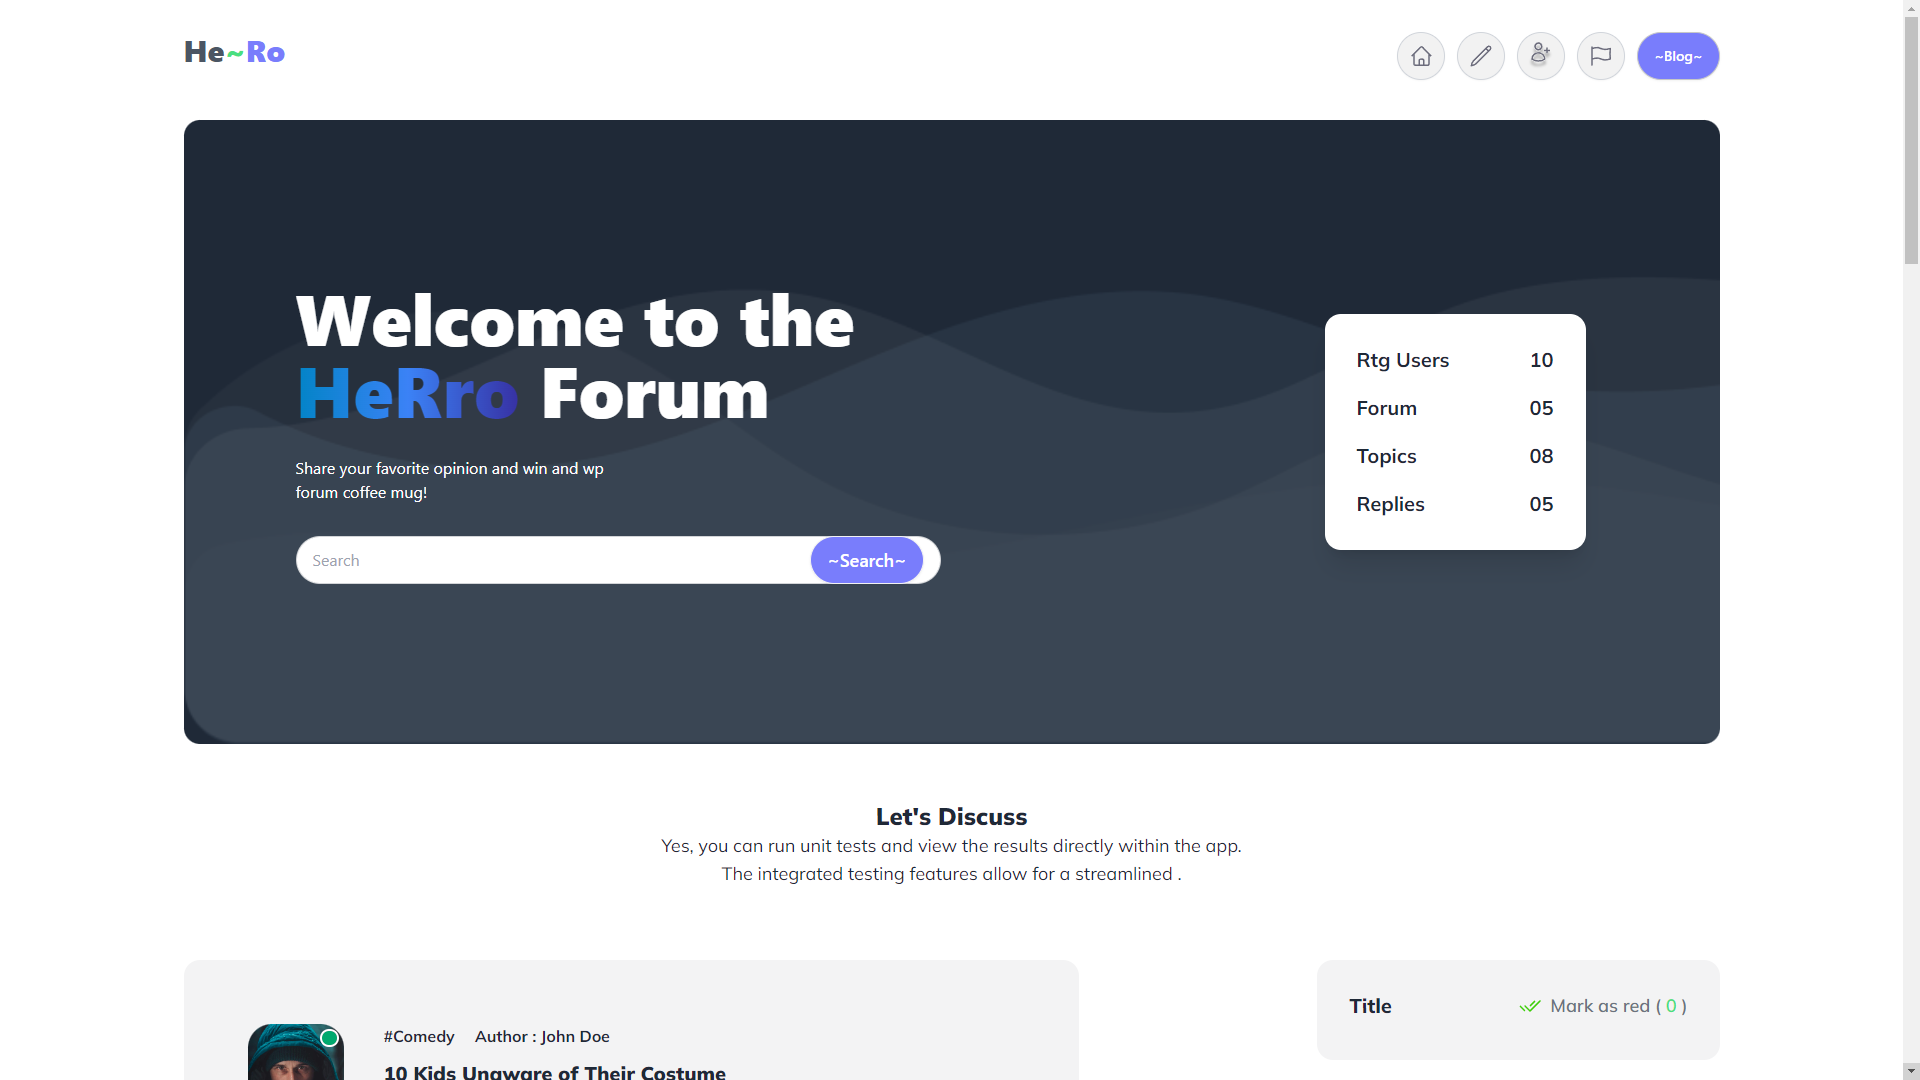 He~Ro
~Blog~
Welcome to the
HeRro Forum
Share your favorite opinion and win and wp
forum coffee mug!
Search
~Search~
Rtg Users 10
Forum 05
Topics 08
Replies 05
Let's Discuss
Yes, you can run unit tests and view the results directly within the app.
The integrated testing features allow for a streamlined .
#Comedy Author : John Doe
10 Kids Unaware of Their Costume
Title
Mark as red ( 0 )